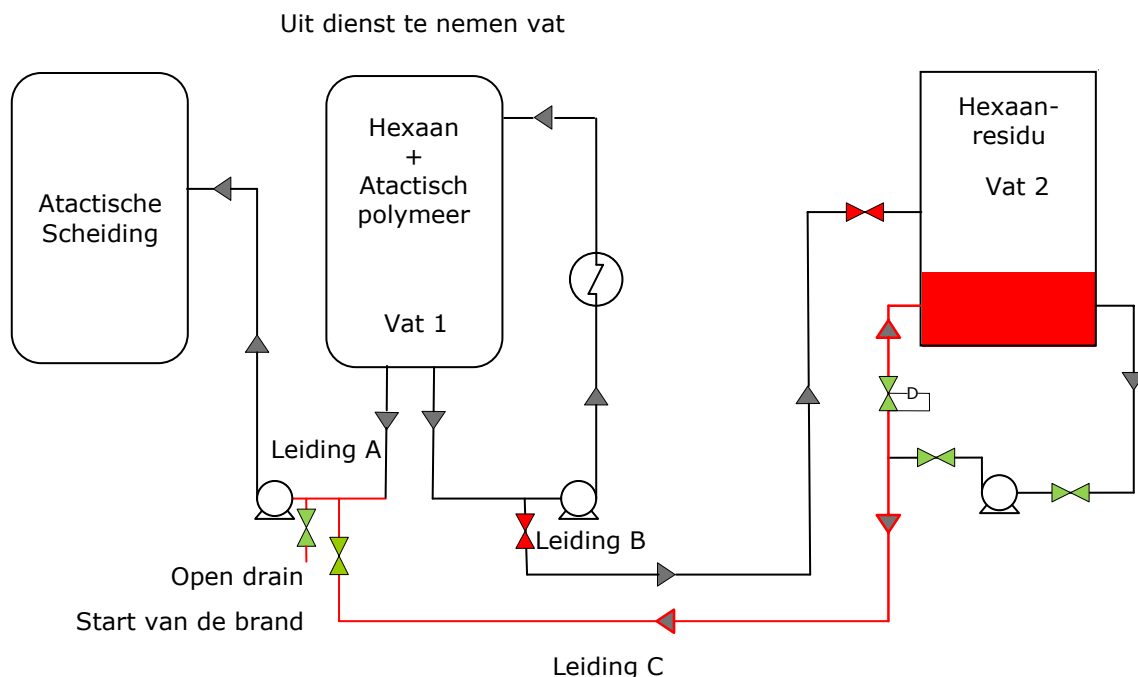 Uit dienst te nemen vat
Atactische
Scheiding
Hexaan
+
Atactisch
polymeer
Vat 1
Hexaan-
residu
Vat 2
D
Leiding A
Leiding B
Open drain
Start van de brand
Leiding C